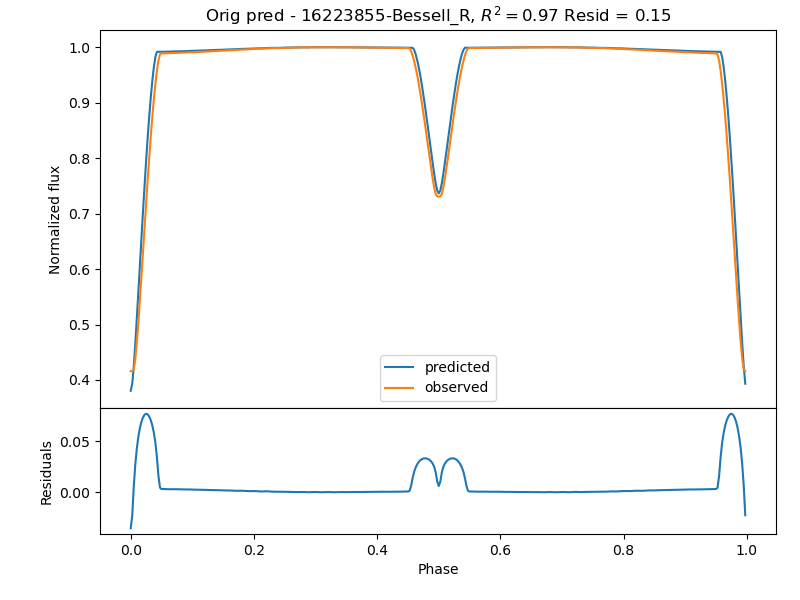 Orig pred - 16223855-Bessell_R, $R^2 = 0.97$ Resid = 0.15
1.0
0.9
0.8
0.7
0.6
0.5
0.4
Normalized flux
predicted
observed
0.05
0.00
Residuals
0.0 0.2 0.4 0.6 0.8 1.0
Phase